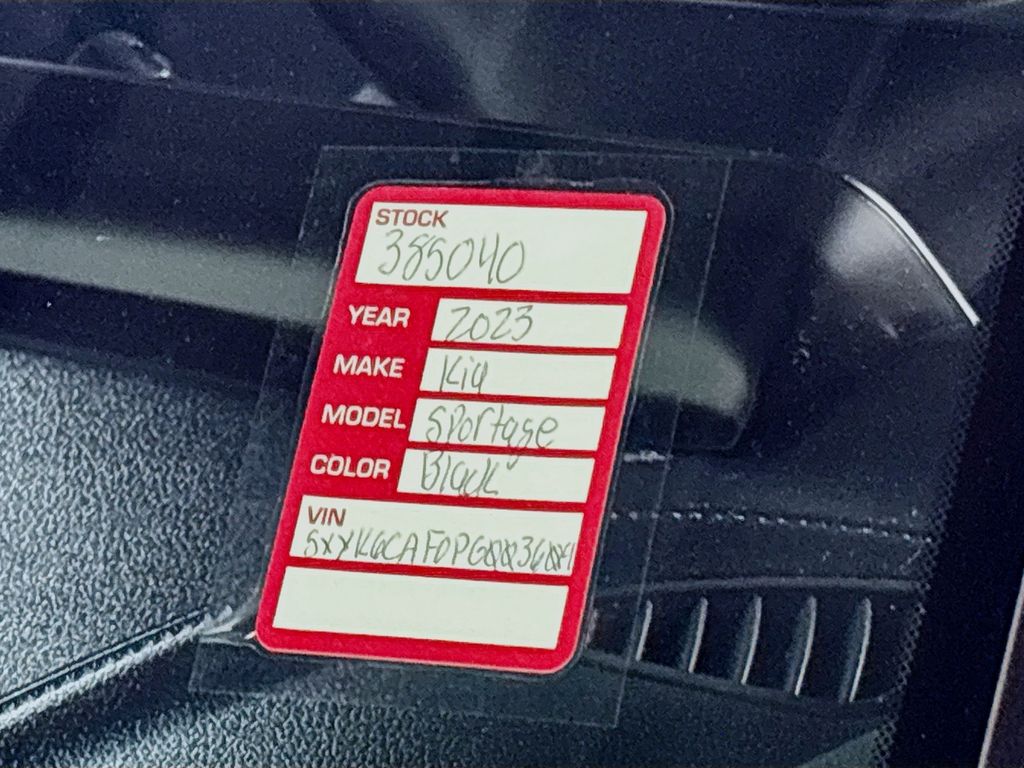 STOCK
385040
YEAR 2023
MAKE Kia
MODEL Sportage
COLOR Black
VIN